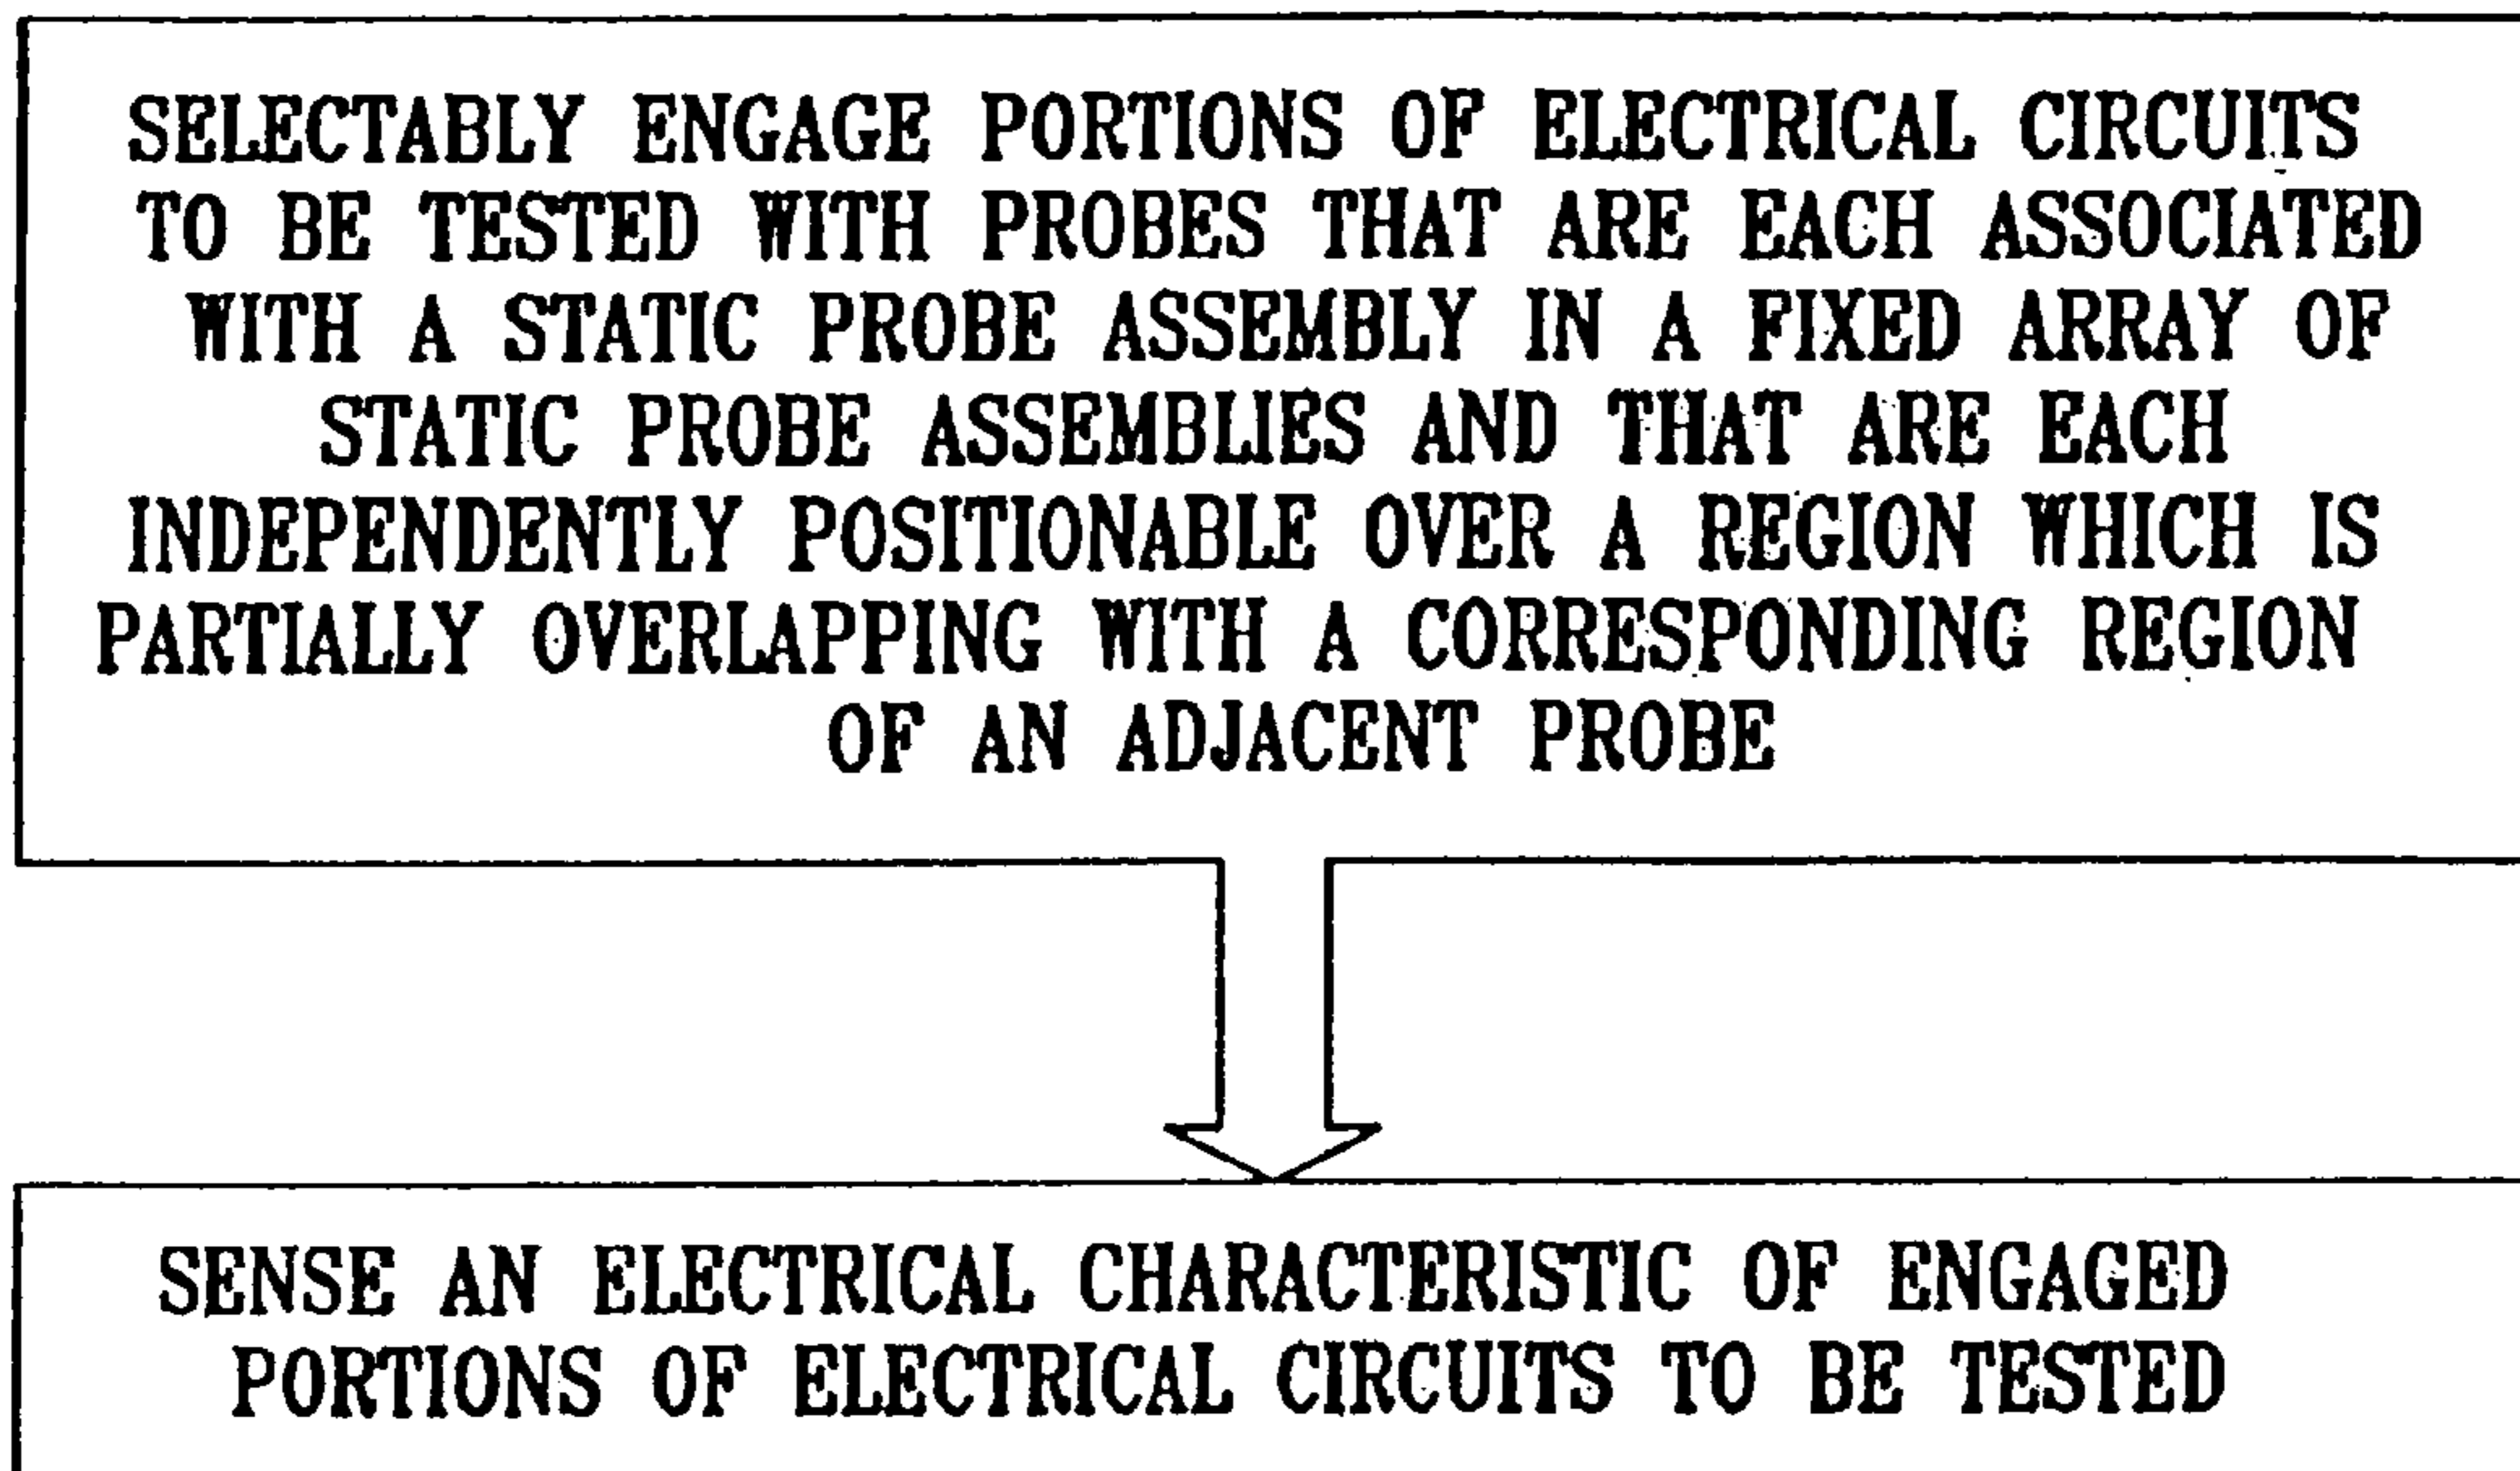 SELECTABLY ENGAGE PORTIONS OF ELECTRICAL CIRCUITS
TO BE TESTED WITH PROBES THAT ARE EACH ASSOCIATED
WITH A STATIC PROBE ASSEMBLY IN A FIXED ARRAY OF
STATIC PROBE ASSEMBLIES AND THAT ARE EACH
INDEPENDENTLY POSITIONABLE OVER A REGION WHICH IS
PARTIALLY OVERLAPPING WITH A CORRESPONDING REGION
OF AN ADJACENT PROBE
SENSE AN ELECTRICAL CHARACTERISTIC OF ENGAGED
PORTIONS OF ELECTRICAL CIRCUITS TO BE TESTED